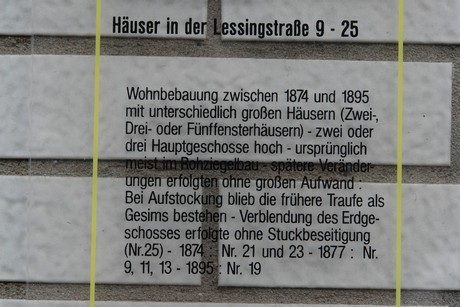 Häuser in der Lessingstraße 9 - 25
Wohnbebauung zwischen 1874 und 1895
mit unterschiedlich großen Häusern (Zwei-,
Drei- oder Fünffensterhäusern) - zwei oder
drei Hauptgeschosse hoch - ursprünglich
meist im Rohziegelbau - spätere Veränder-
ungen erfolgten ohne großen Aufwand :
Bei Aufstockung blieb die frühere Traufe als
Gesims bestehen - Verblendung des Erdge-
schosses erfolgte ohne Stuckbeseitigung
(Nr.25) - 1874 : Nr. 21 und 23 - 1877 : Nr.
9, 11, 13 - 1895 : Nr. 19